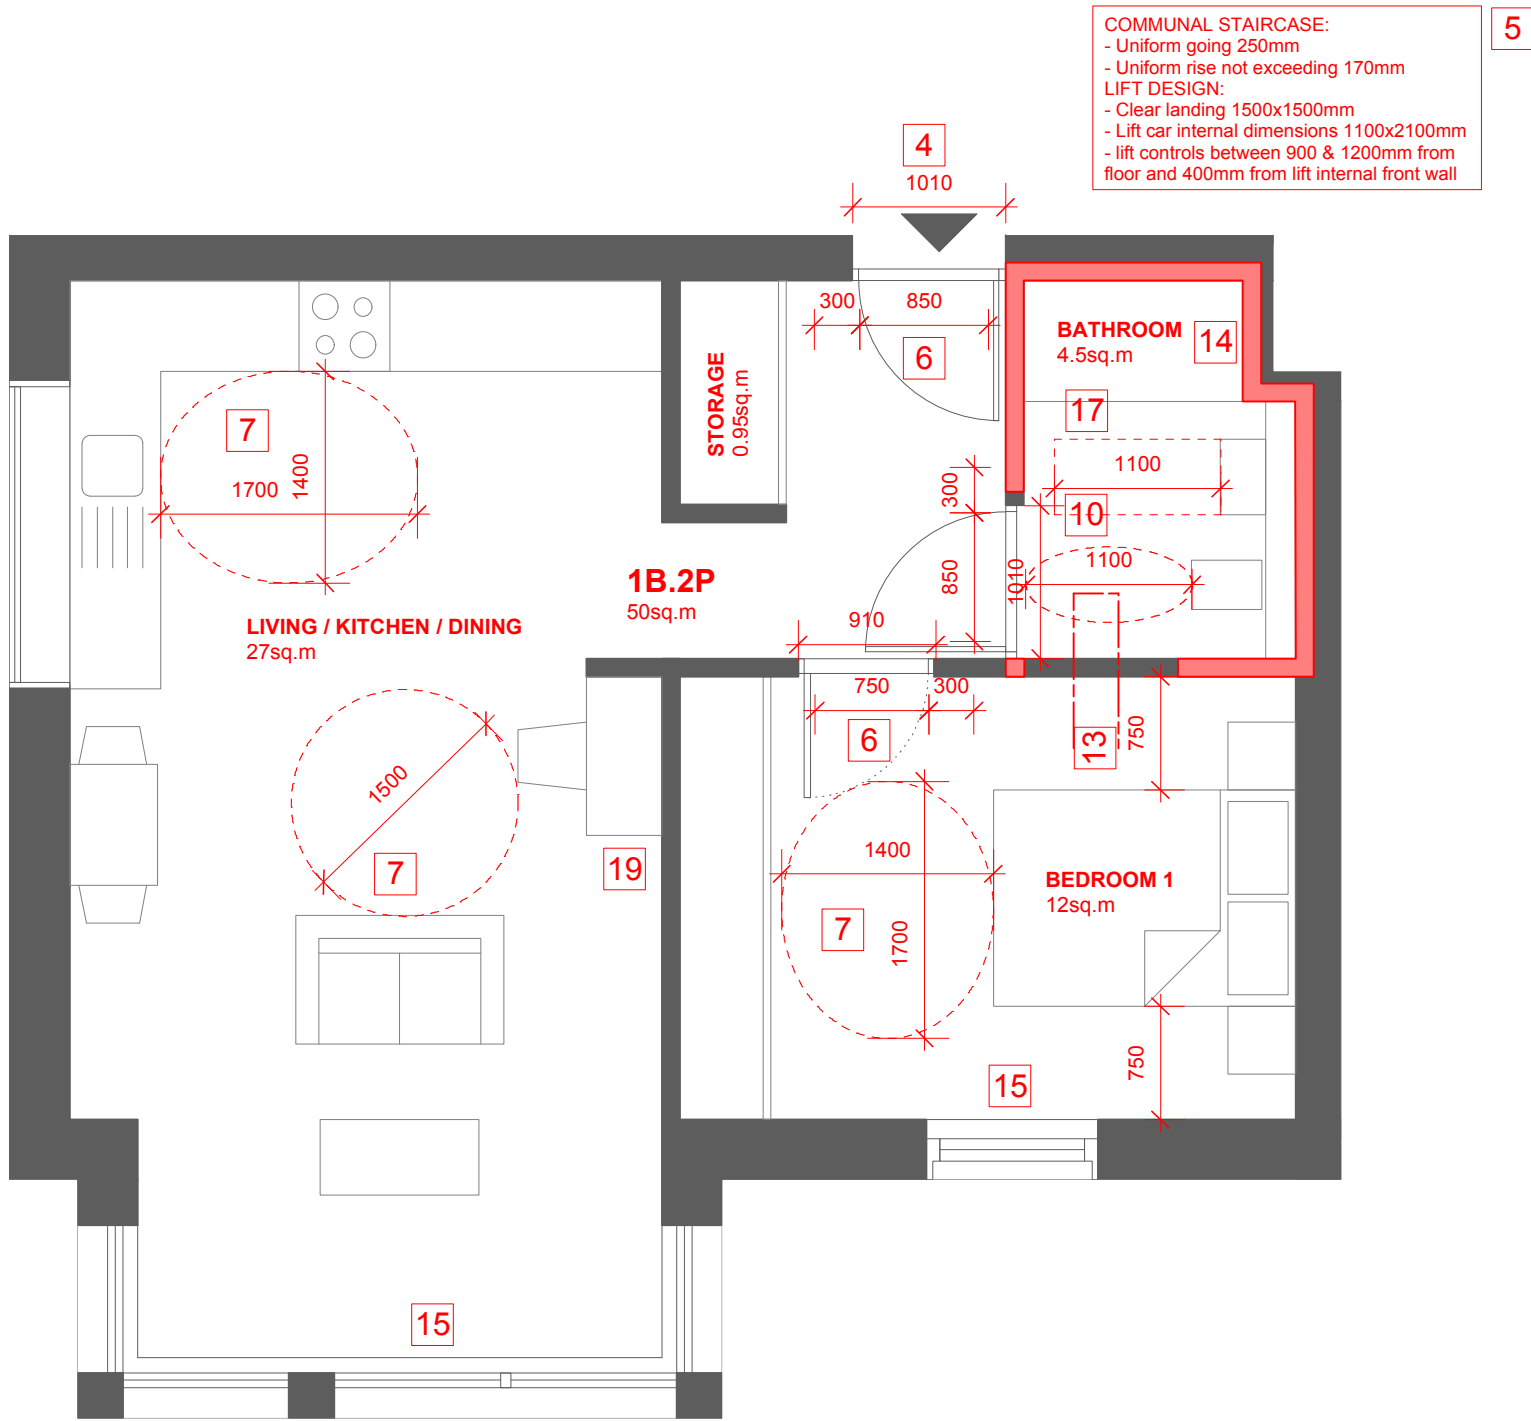 COMMUNAL STAIRCASE:
- Uniform going 250mm
- Uniform rise not exceeding 170mm
LIFT DESIGN:
- Clear landing 1500x1500mm
- Lift car internal dimensions 1100x2100mm
- lift controls between 900 & 1200mm from
floor and 400mm from lift internal front wall
5
4
1010
300
850
6
BATHROOM
4.5sq.m
14
STORAGE
0.95sq.m
7
1700
1400
17
1100
300
10
1100
850
1010
1B.2P
50sq.m
LIVING / KITCHEN / DINING
27sq.m
910
750
300
6
13
750
1500
7
19
1400
BEDROOM 1
12sq.m
7
1700
750
15
15